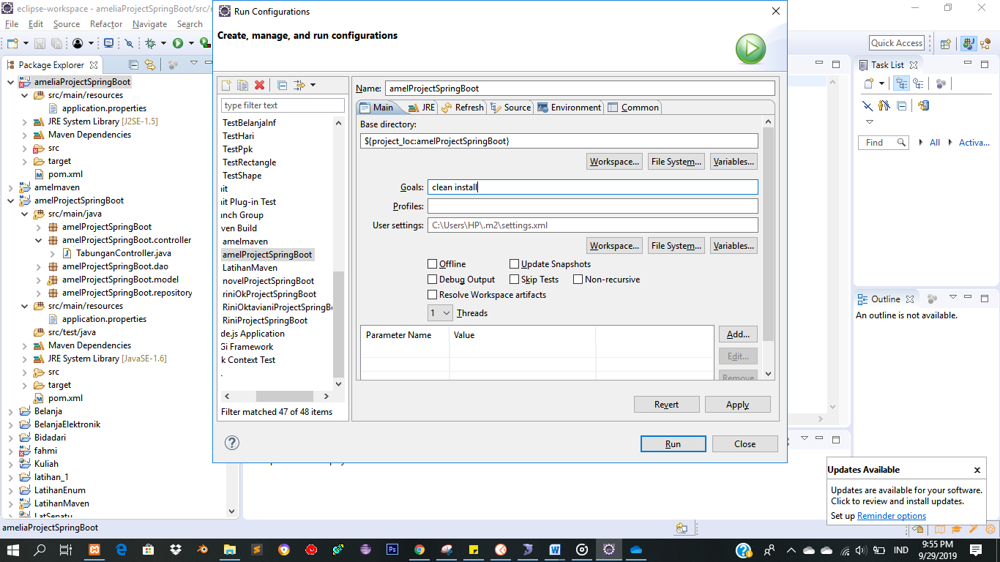 eclipse-workspace - ameliaProjectSpringBoot/src/
File Edit Source Refactor Navigate Search
Quick Access
Package Explorer
ameliaProjectSpringBoot
src/main/resources
application.properties
JRE System Library [J2SE-1.5]
Maven Dependencies
src
target
pom.xml
amelmaven
amelProjectSpringBoot
src/main/java
amelProjectSpringBoot
amelProjectSpringBoot.controller
TabunganController.java
amelProjectSpringBoot.dao
amelProjectSpringBoot.model
amelProjectSpringBoot.repository
src/main/resources
application.properties
src/test/java
Maven Dependencies
JRE System Library [JavaSE-1.6]
src
target
pom.xml
Belanja
BelanjaElektronik
Bidadari
fahmi
Kuliah
latihan_1
LatihanEnum
LatihanMaven
LatSepatu
ameliaProjectSpringBoot
Run Configurations
Create, manage, and run configurations
type filter text
TestBelanjaInf
TestHari
TestPpk
TestRectangle
TestShape
it
it Plug-in Test
nch Group
ven Build
amelmaven
amelProjectSpringBoot
LatihanMaven
novelProjectSpringBoot
riniOkProjectSpringBoot
RiniOktavianiProjectSpringB
RiniProjectSpringBoot
de.js Application
Gi Framework
k Context Test
Filter matched 47 of 48 items
Name: amelProjectSpringBoot
Main JRE Refresh Source Environment Common
Base directory:
${project_loc:amelProjectSpringBoot}
Workspace... File System... Variables...
Goals: clean install
Profiles:
User settings: C:\Users\HP\.m2\settings.xml
Workspace... File System... Variables...
Offline Update Snapshots
Debug Output Skip Tests Non-recursive
Resolve Workspace artifacts
1 Threads
Parameter Name Value
Add...
Edit...
Remove
Revert Apply
Run Close
Task List
Find All Activa...
Outline
An outline is not available.
Updates Available
Updates are available for your software.
Click to review and install updates.
Set up Reminder options
IND
9:55 PM
9/29/2019